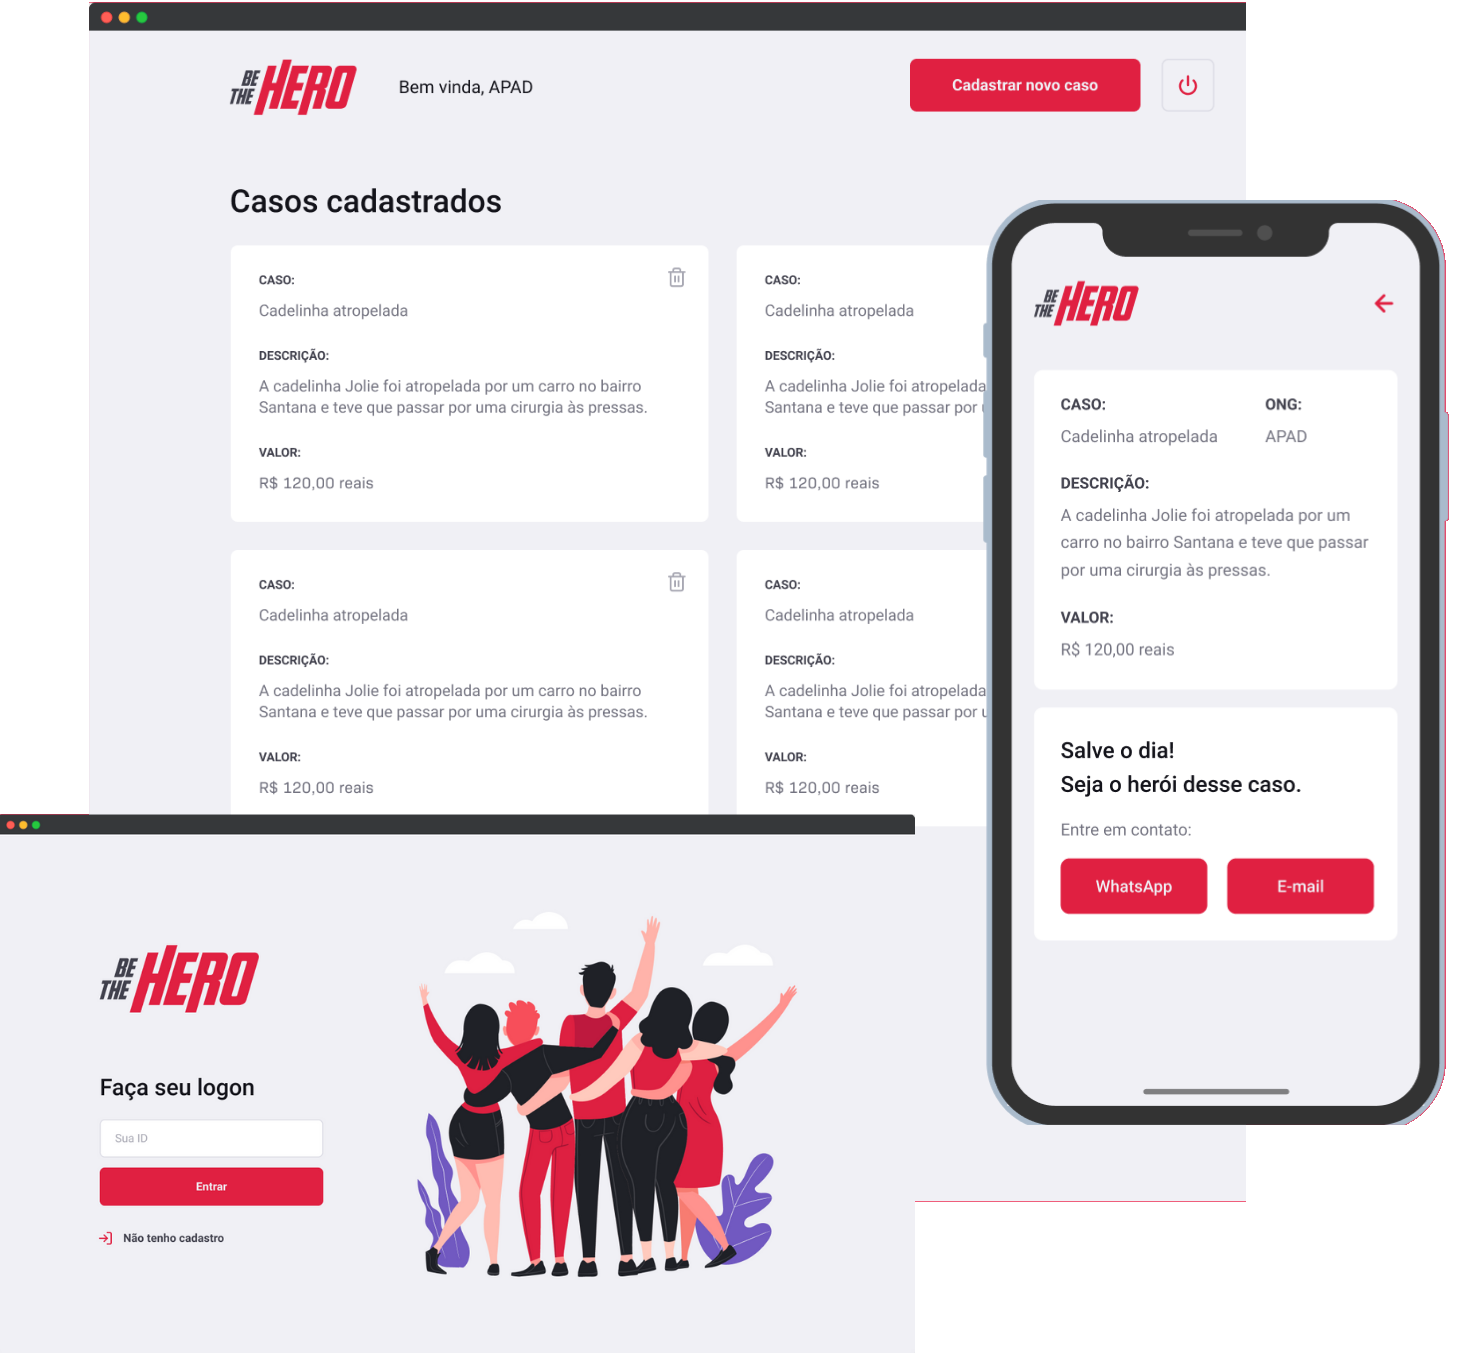 BE THE HERO
Bem vinda, APAD
Cadastrar novo caso
Casos cadastrados
CASO:
Cadelinha atropelada
DESCRIÇÃO:
A cadelinha Jolie foi atropelada por um carro no bairro
Santana e teve que passar por uma cirurgia às pressas.
VALOR:
R$ 120,00 reais
CASO:
Cadelinha atropelada
DESCRIÇÃO:
A cadelinha Jolie foi atropelada
Santana e teve que passar por
VALOR:
R$ 120,00 reais
CASO:
Cadelinha atropelada
DESCRIÇÃO:
A cadelinha Jolie foi atropelada por um carro no bairro
Santana e teve que passar por uma cirurgia às pressas.
VALOR:
R$ 120,00 reais
CASO:
Cadelinha atropelada
DESCRIÇÃO:
A cadelinha Jolie foi atropelada
Santana e teve que passar por
VALOR:
R$ 120,00 reais
BE THE HERO
CASO: ONG:
Cadelinha atropelada APAD
DESCRIÇÃO:
A cadelinha Jolie foi atropelada por um
carro no bairro Santana e teve que passar
por uma cirurgia às pressas.
VALOR:
R$ 120,00 reais
Salve o dia!
Seja o herói desse caso.
Entre em contato:
WhatsApp E-mail
BE THE HERO
Faça seu logon
Sua ID
Entrar
Não tenho cadastro